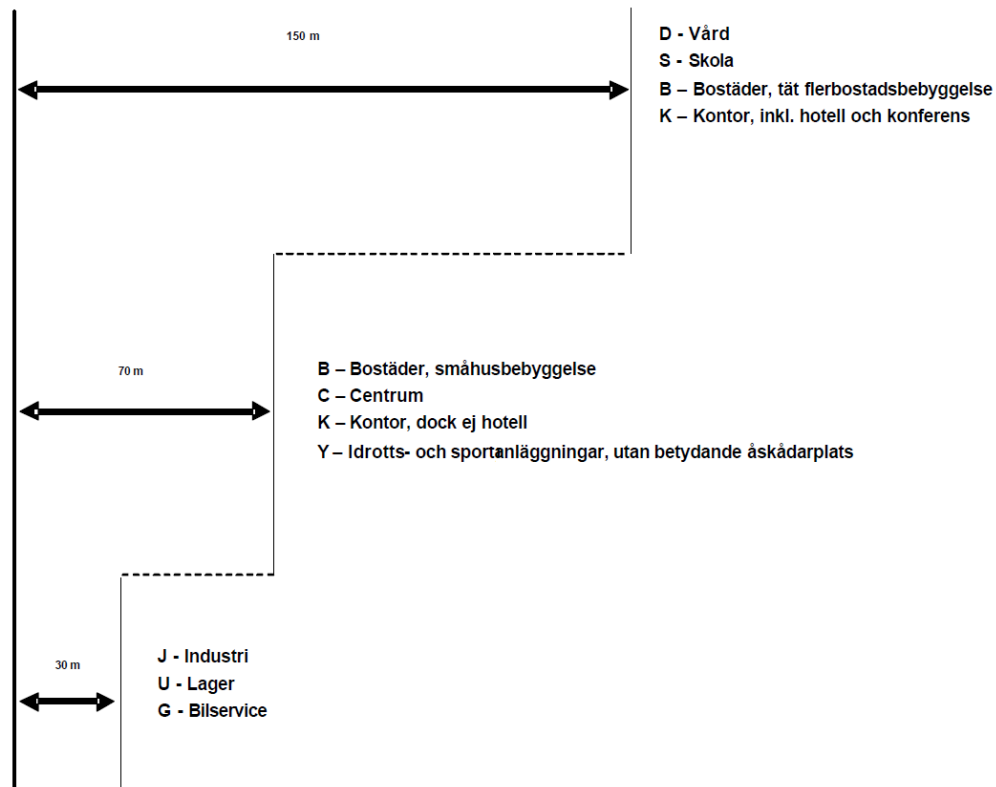 150 m
D - Vård
S - Skola
B – Bostäder, tät flerbostadsbebyggelse
K – Kontor, inkl. hotell och konferens
70 m
B – Bostäder, småhusbebyggelse
C – Centrum
K – Kontor, dock ej hotell
Y – Idrotts- och sportanläggningar, utan betydande åskådarplats
30 m
J - Industri
U - Lager
G - Bilservice